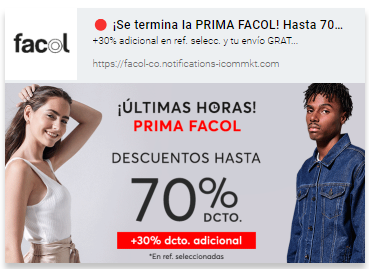 facol
¡Se termina la PRIMA FACOL! Hasta 70...
+30% adicional en ref. selecc. y tu envío GRAT...
https://facol-co.notifications-icommkt.com
¡ÚLTIMAS HORAS!
PRIMA FACOL
DESCUENTOS HASTA
70%
DCTO.
+30% dcto. adicional
*En ref. seleccionadas